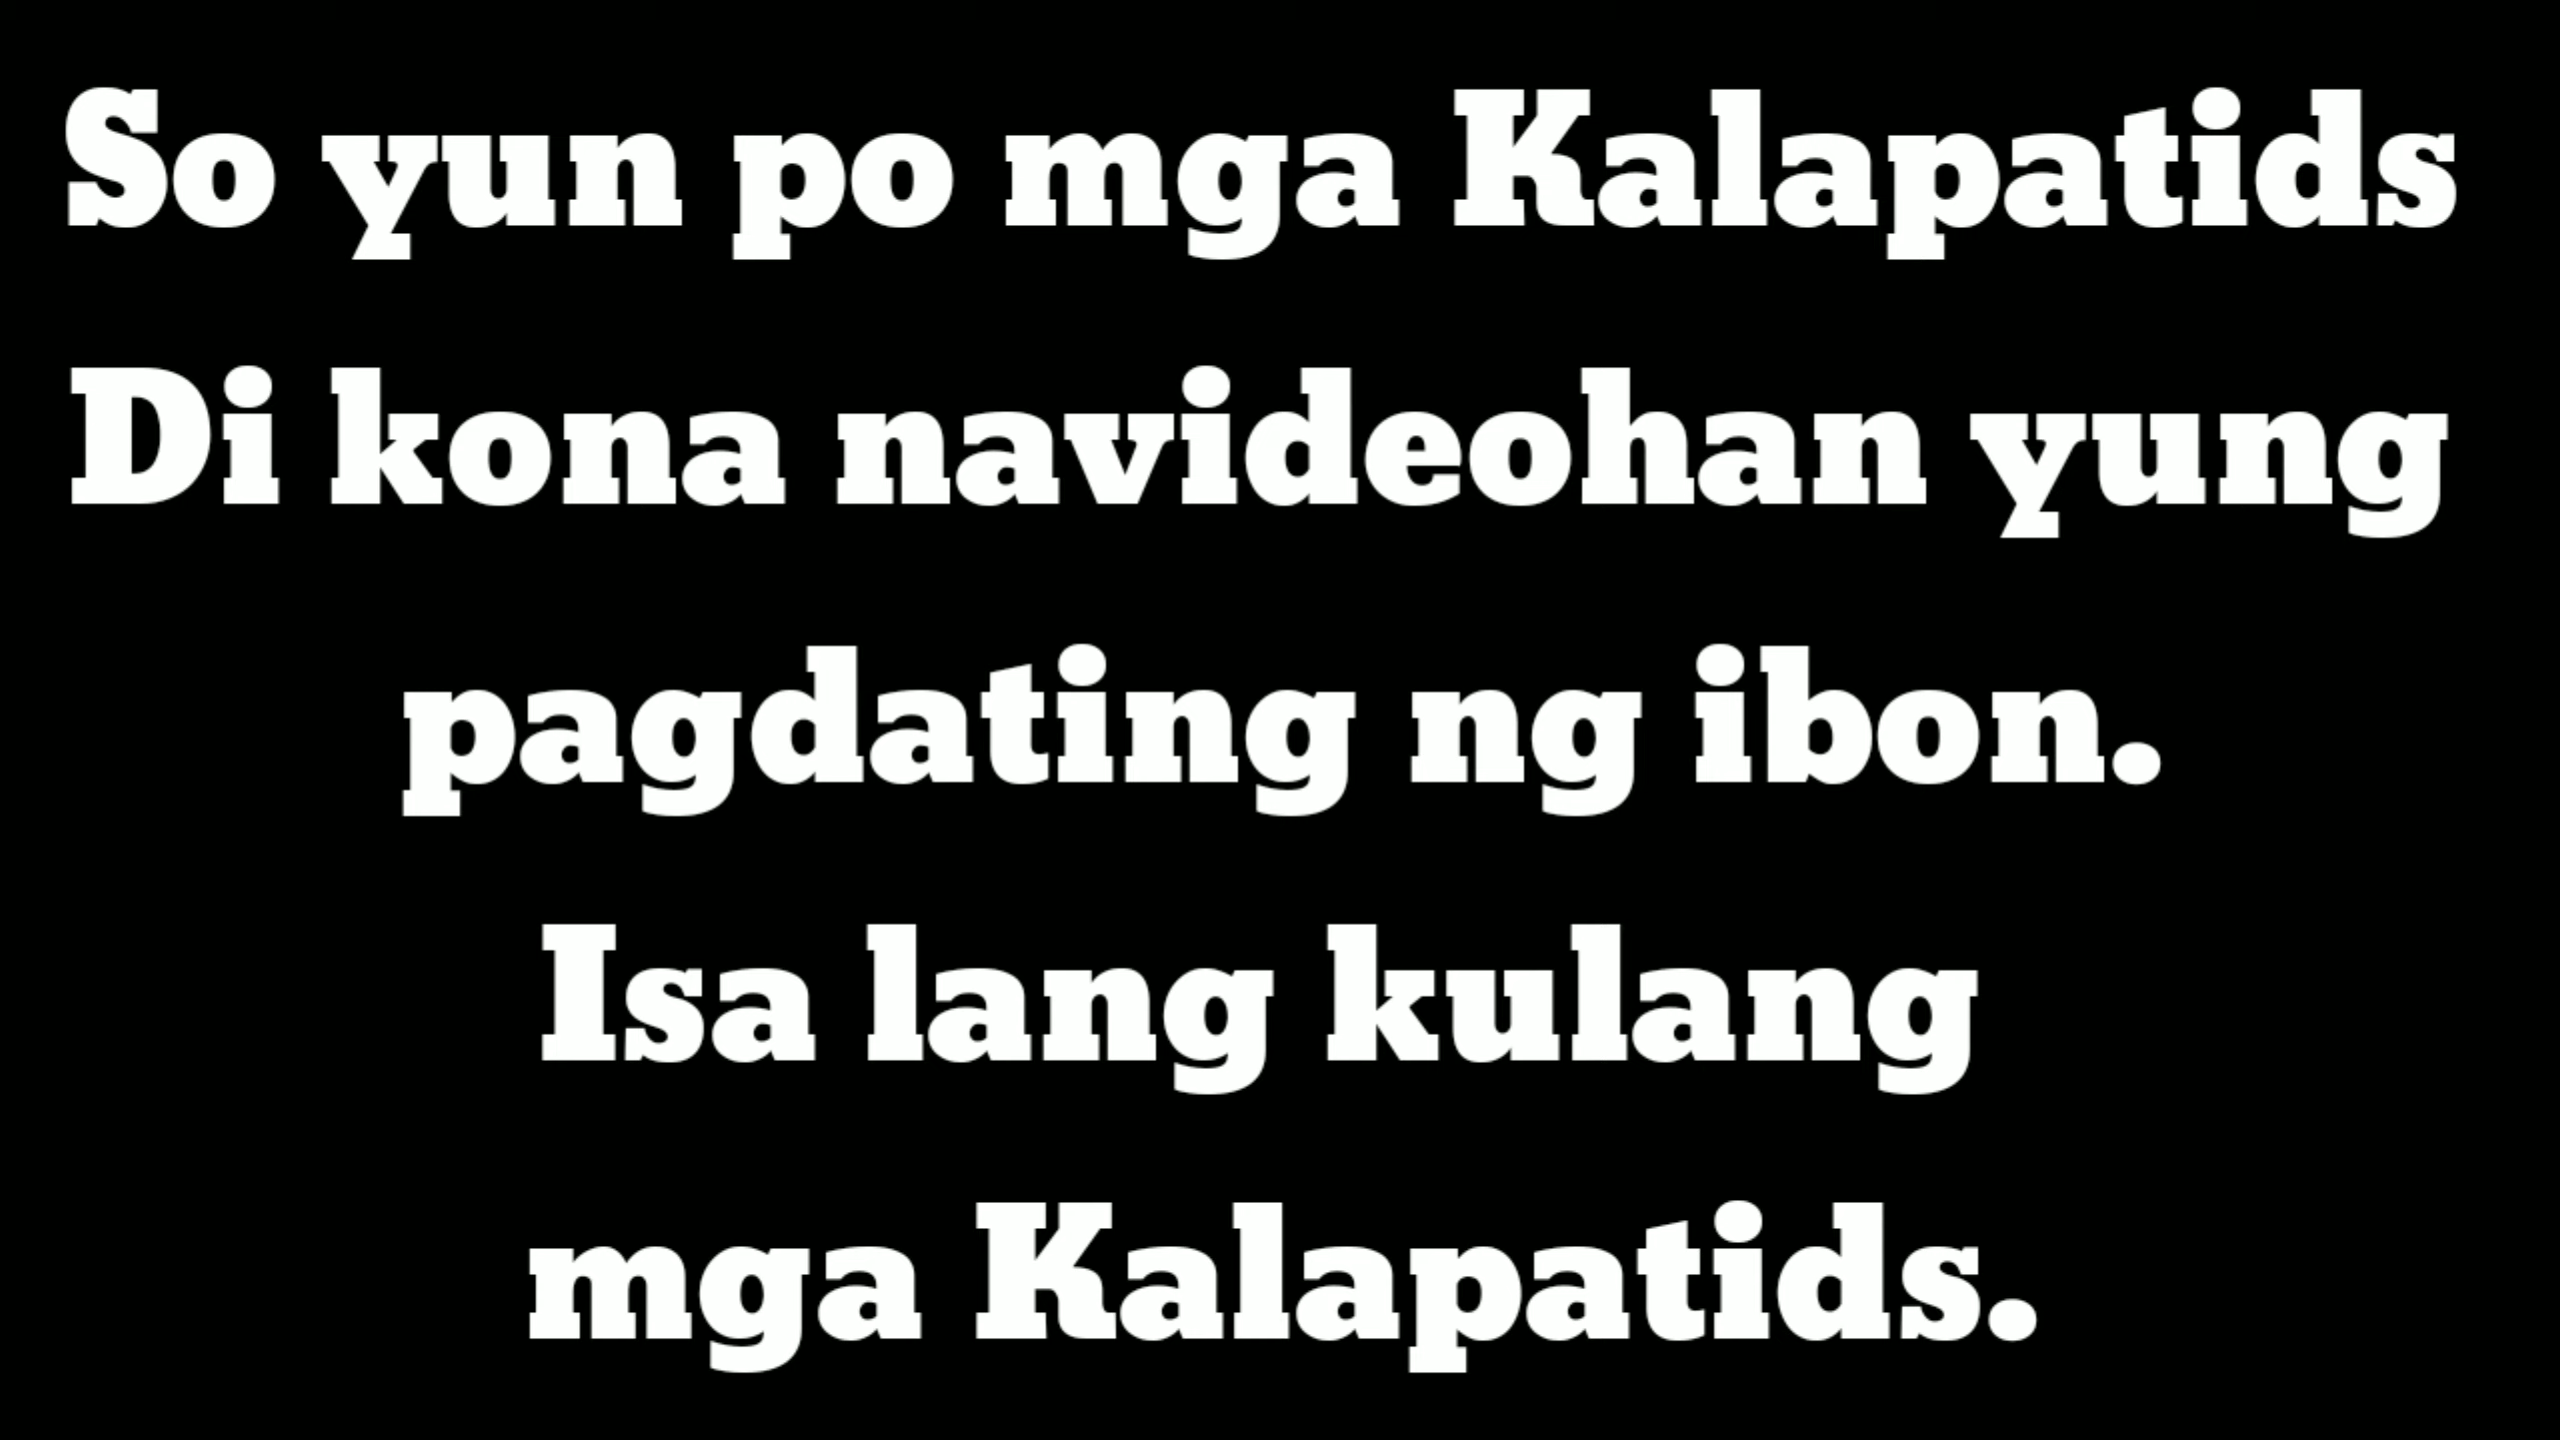 So yun po mga Kalapatids
Di kona navideohan yung
pagdating ng ibon.
Isa lang kulang
mga Kalapatids.